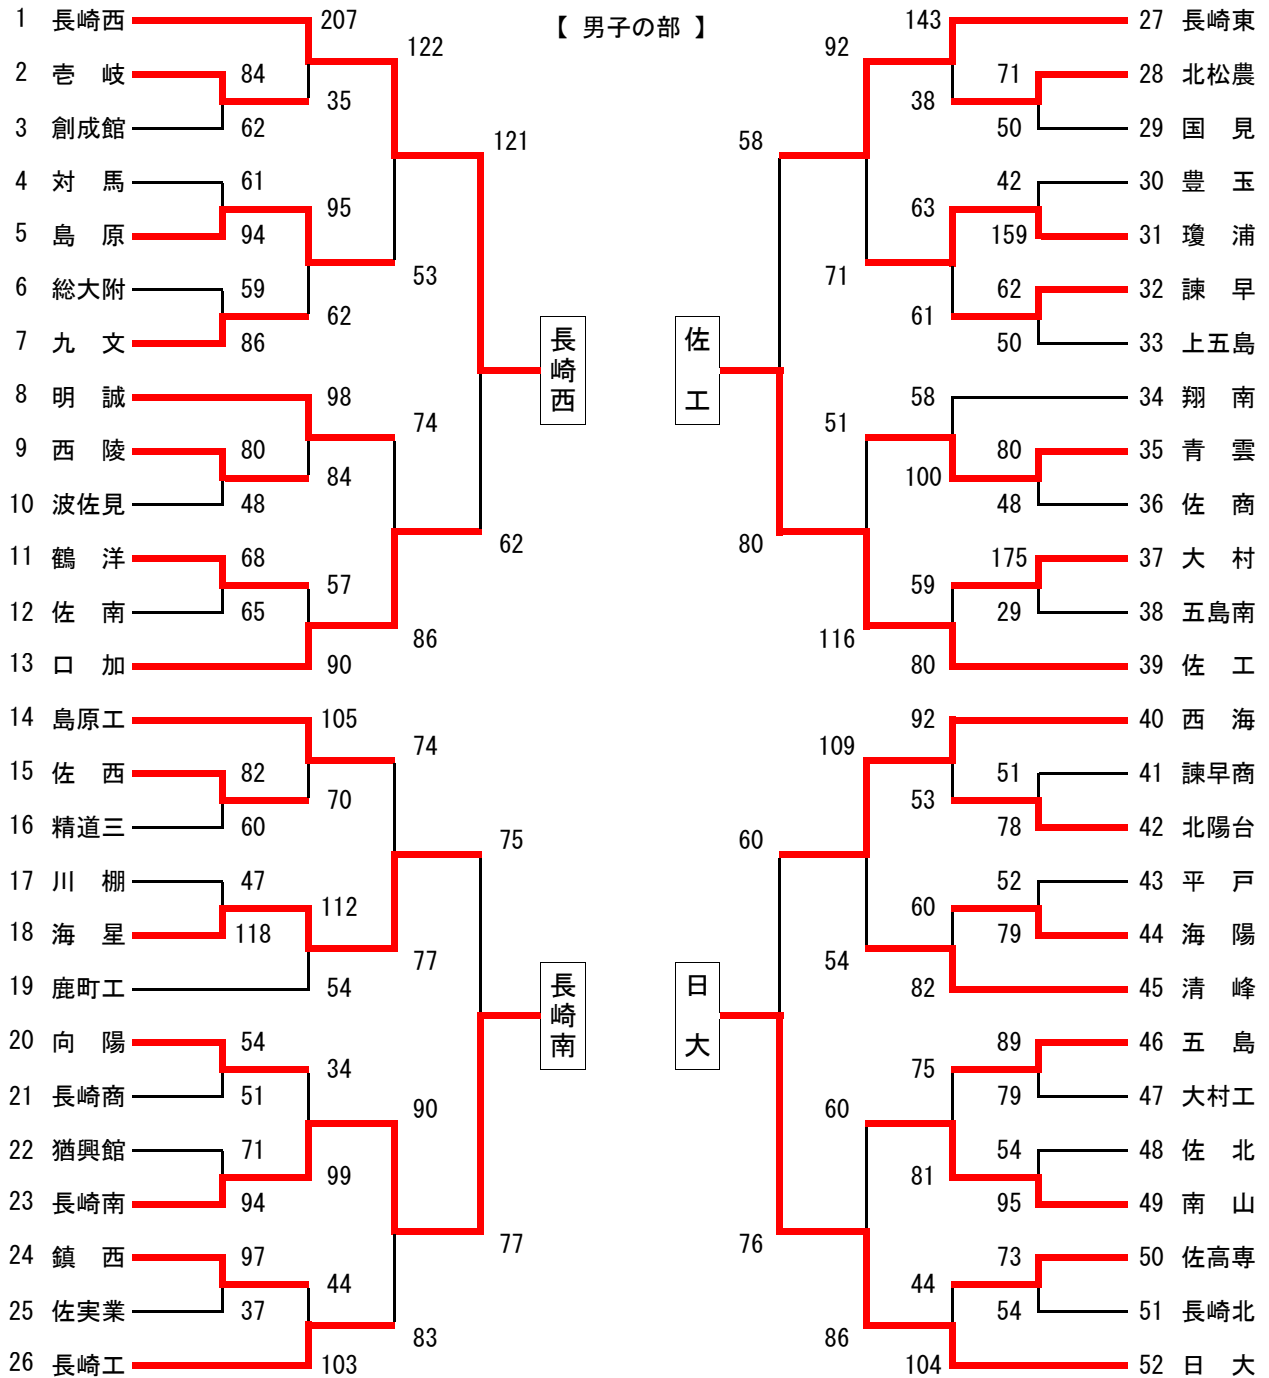 【 男子の部 】
1 長崎西
207
122
2 壱 岐
84
35
3 創成館
62
121
4 対 馬
61
95
5 島 原
94
53
6 総大附
59
62
7 九 文
86
長崎西
8 明 誠
98
74
9 西 陵
80
84
10 波佐見
48
62
11 鶴 洋
68
57
12 佐 南
65
86
13 口 加
90
14 島原工
105
74
15 佐 西
82
70
16 精道三
60
75
17 川 棚
47
112
18 海 星
118
77
19 鹿町工
54
長崎南
20 向 陽
54
34
21 長崎商
51
90
22 猶興館
71
99
23 長崎南
94
77
24 鎮 西
97
44
25 佐実業
37
83
26 長崎工
103
143
27 長崎東
92
71
28 北松農
38
50
29 国 見
58
42
30 豊 玉
63
159
31 瓊 浦
71
62
32 諫 早
61
50
33 上五島
佐工
58
34 翔 南
51
80
35 青 雲
100
48
36 佐 商
80
175
37 大 村
59
29
38 五島南
116
80
39 佐 工
92
40 西 海
109
51
41 諫早商
53
78
42 北陽台
60
52
43 平 戸
60
79
44 海 陽
54
82
45 清 峰
日大
89
46 五 島
75
79
47 大村工
60
54
48 佐 北
81
95
49 南 山
76
73
50 佐高専
44
54
51 長崎北
86
104
52 日 大